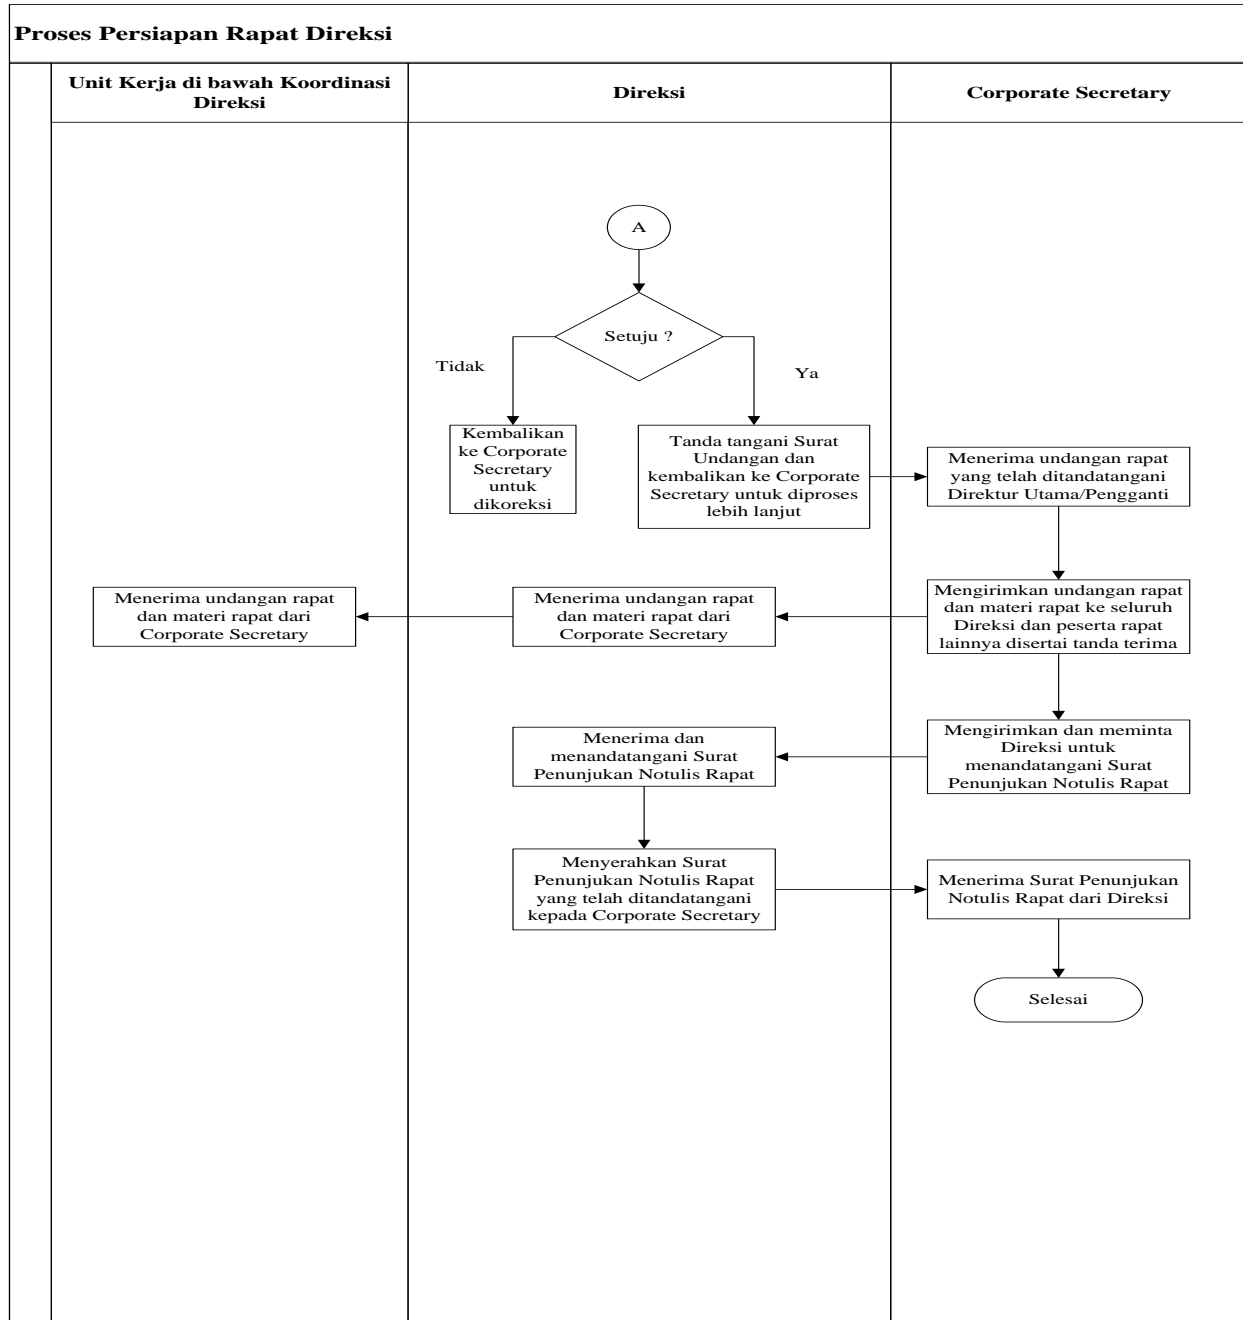 Proses Persiapan Rapat Direksi
Unit Kerja di bawah Koordinasi
Direksi
Direksi
Corporate Secretary
A
Setuju ?
Tidak
Ya
Kembalikan
ke Corporate
Secretary
untuk
dikoreksi
Tanda tangani Surat
Undangan dan
kembalikan ke Corporate
Secretary untuk diproses
lebih lanjut
Menerima undangan rapat
yang telah ditandatangani
Direktur Utama/Pengganti
Menerima undangan rapat
dan materi rapat dari
Corporate Secretary
Menerima undangan rapat
dan materi rapat dari
Corporate Secretary
Mengirimkan undangan rapat
dan materi rapat ke seluruh
Direksi dan peserta rapat
lainnya disertai tanda terima
Menerima dan
menandatangani Surat
Penunjukan Notulis Rapat
Mengirimkan dan meminta
Direksi untuk
menandatangani Surat
Penunjukan Notulis Rapat
Menyerahkan Surat
Penunjukan Notulis Rapat
yang telah ditandatangani
kepada Corporate Secretary
Menerima Surat Penunjukan
Notulis Rapat dari Direksi
Selesai